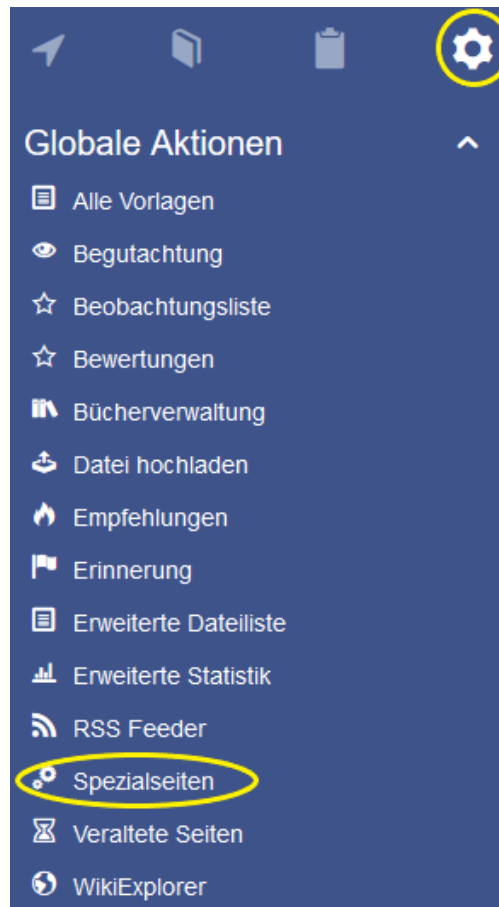 Globale Aktionen
Alle Vorlagen
Begutachtung
Beobachtungsliste
Bewertungen
Bücherverwaltung
Datei hochladen
Empfehlungen
Erinnerung
Erweiterte Dateiliste
Erweiterte Statistik
RSS Feeder
Spezialseiten
Veraltete Seiten
WikiExplorer